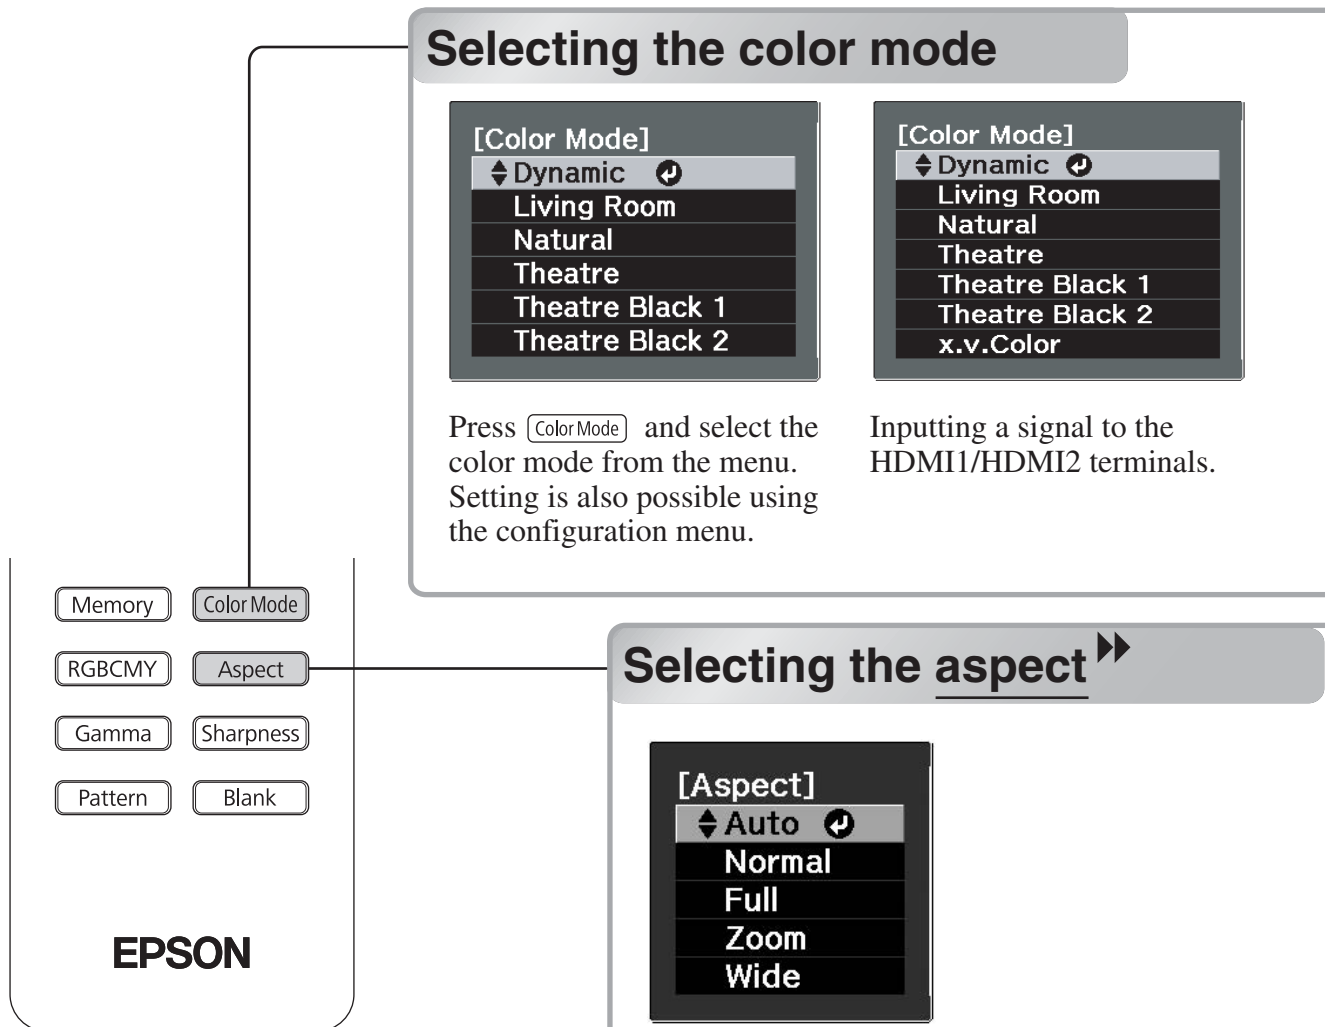 Selecting the color mode
[Color Mode]
Dynamic
Living Room
Natural
Theatre
Theatre Black 1
Theatre Black 2
[Color Mode]
Dynamic
Living Room
Natural
Theatre
Theatre Black 1
Theatre Black 2
x.v.Color
Press Color Mode and select the
color mode from the menu.
Setting is also possible using
the configuration menu.
Inputting a signal to the
HDMI1/HDMI2 terminals.
Memory Color Mode
RGBCMY Aspect
Gamma Sharpness
Pattern Blank
EPSON
Selecting the aspect
[Aspect]
Auto
Normal
Full
Zoom
Wide